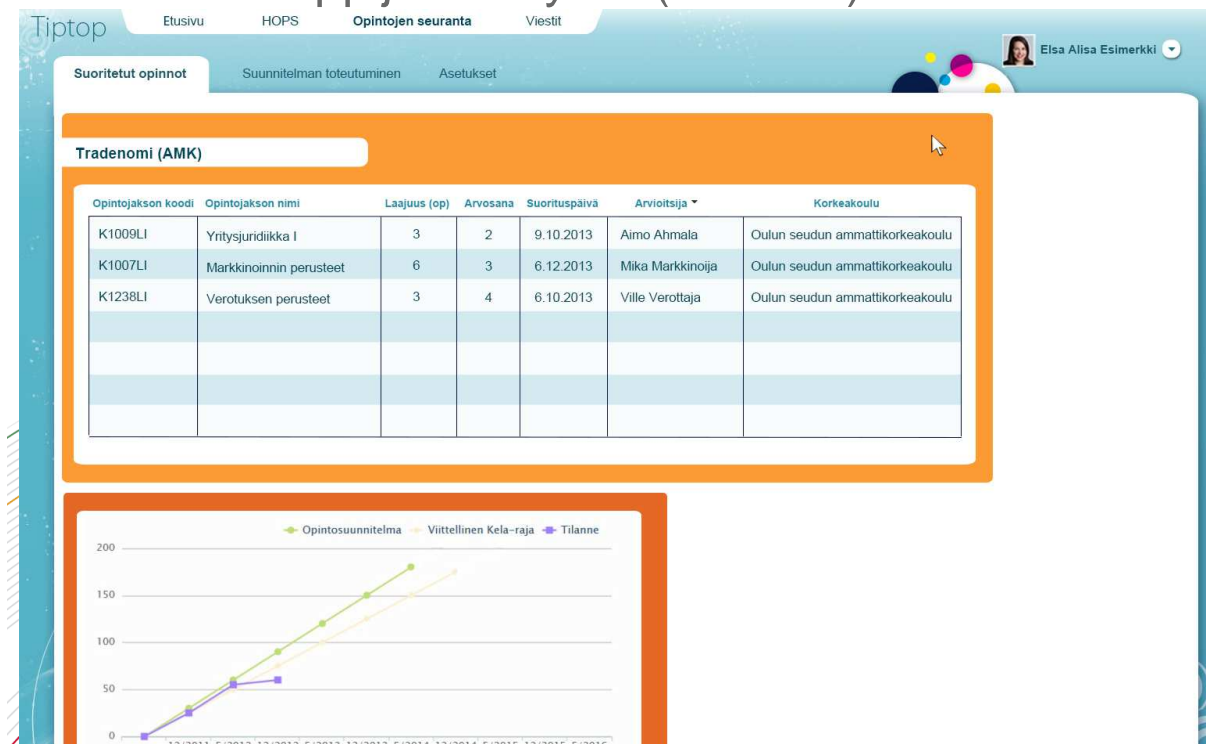 Tiptop
Etusivu HOPS Opintojen seuranta Viestit
Elsa Alisa Esimerkki
Suoritetut opinnot Suunnitelman toteutuminen Asetukset
Tradenomi (AMK)
Opintojakson koodi Opintojakson nimi Laajuus (op) Arvosana Suorituspäivä Arvioitsija Korkeakoulu
K1009LI Yritysjuridiikka I 3 2 9.10.2013 Aimo Ahmala Oulun seudun ammattikorkeakoulu
K1007LI Markkinoinnin perusteet 6 3 6.12.2013 Mika Markkinoija Oulun seudun ammattikorkeakoulu
K1238LI Verotuksen perusteet 3 4 6.10.2013 Ville Verottaja Oulun seudun ammattikorkeakoulu
Opintosuunnitelma Viittellinen Kela-raja Tilanne
200
150
100
50
0